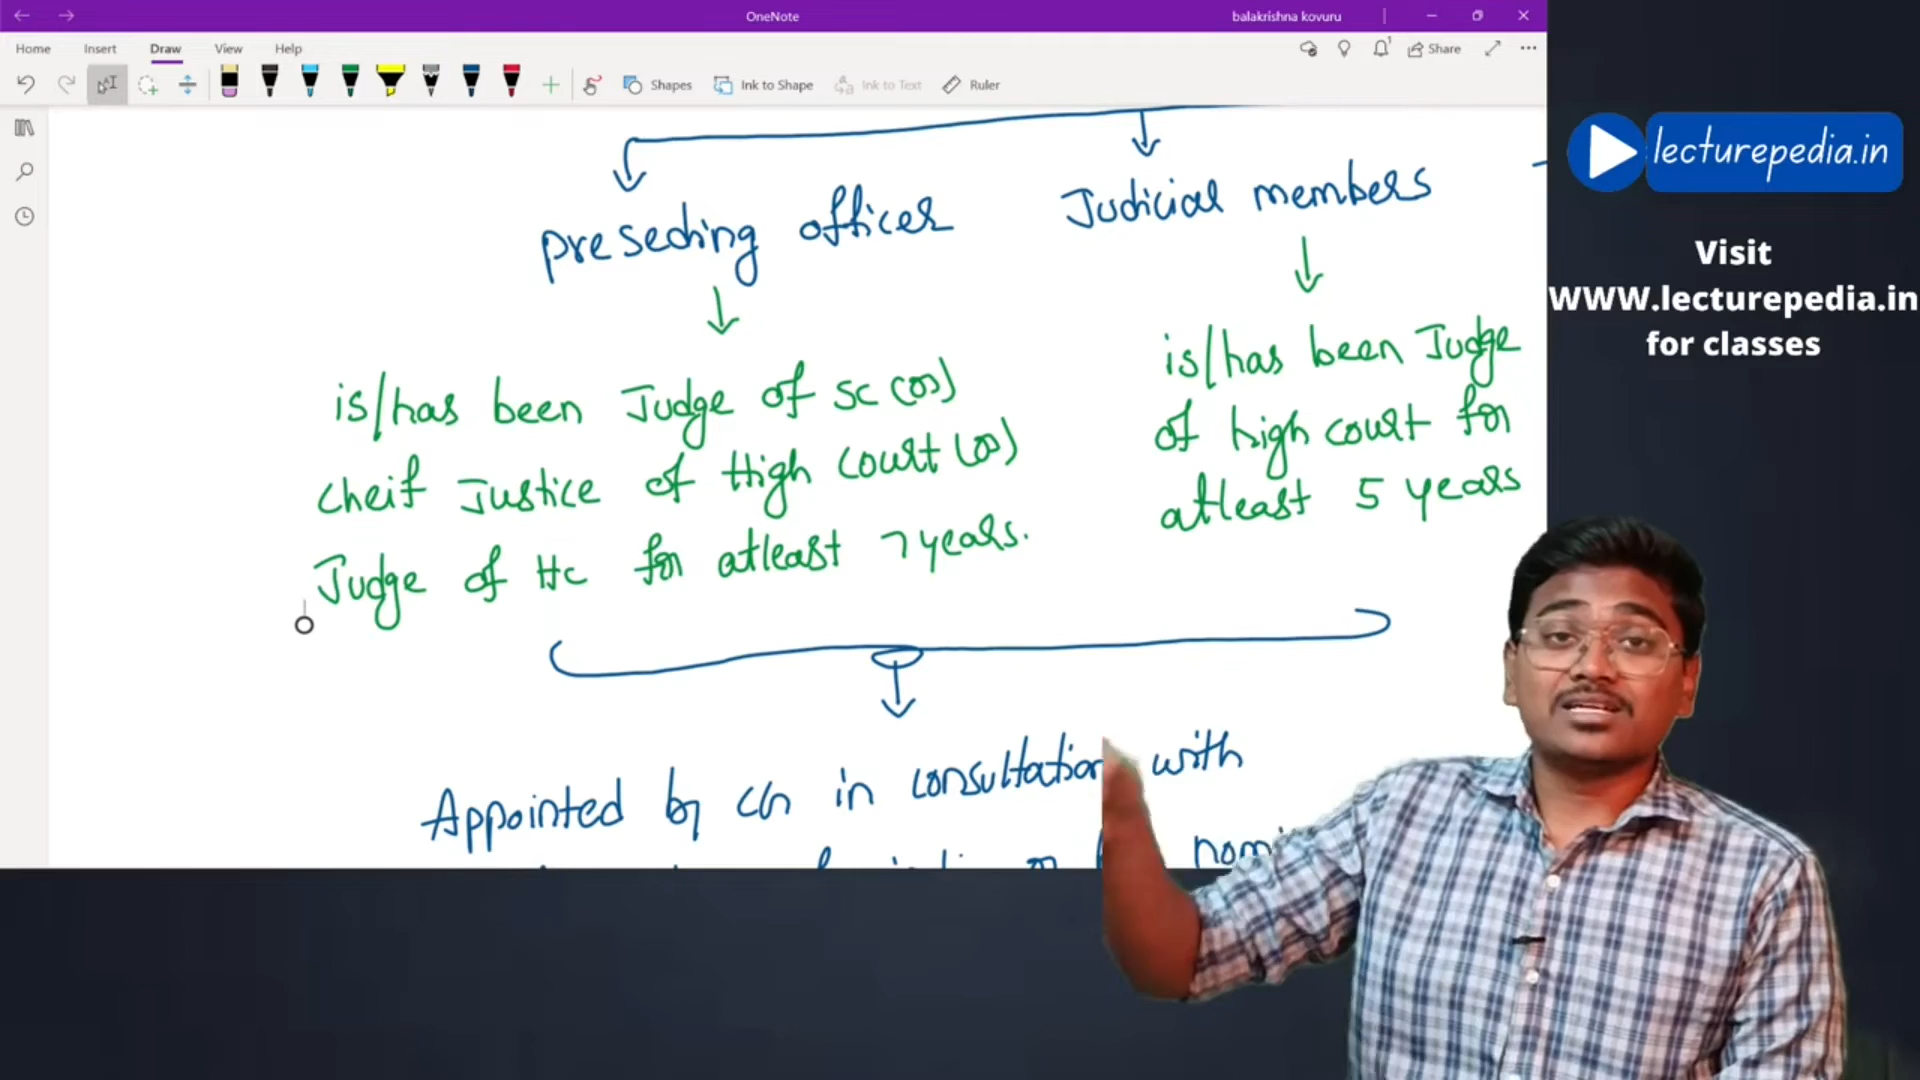 OneNote
balakrishna kovuru
Home Insert Draw View Help
1
Share
Shapes
Ink to Shape
Ink to Text
Ruler
preseding officer
Judicial members
is/has been Judge of SC (or)
cheif Justice of High Court (or)
Judge of HC for atleast 7 years.
is/has been Judge
of high court for
atleast 5 years
Appointed by CG in consultation with
lecturepedia.in
Visit
WWW.lecturepedia.in
for classes